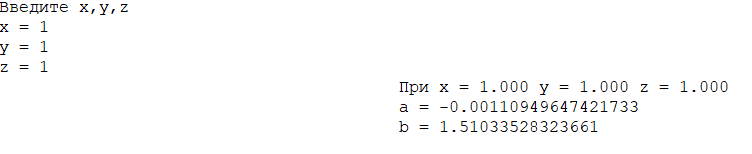 Введите x,y,z
x = 1
y = 1
z = 1
При x = 1.000 y = 1.000 z = 1.000
a = -0.00110949647421733
b = 1.51033528323661